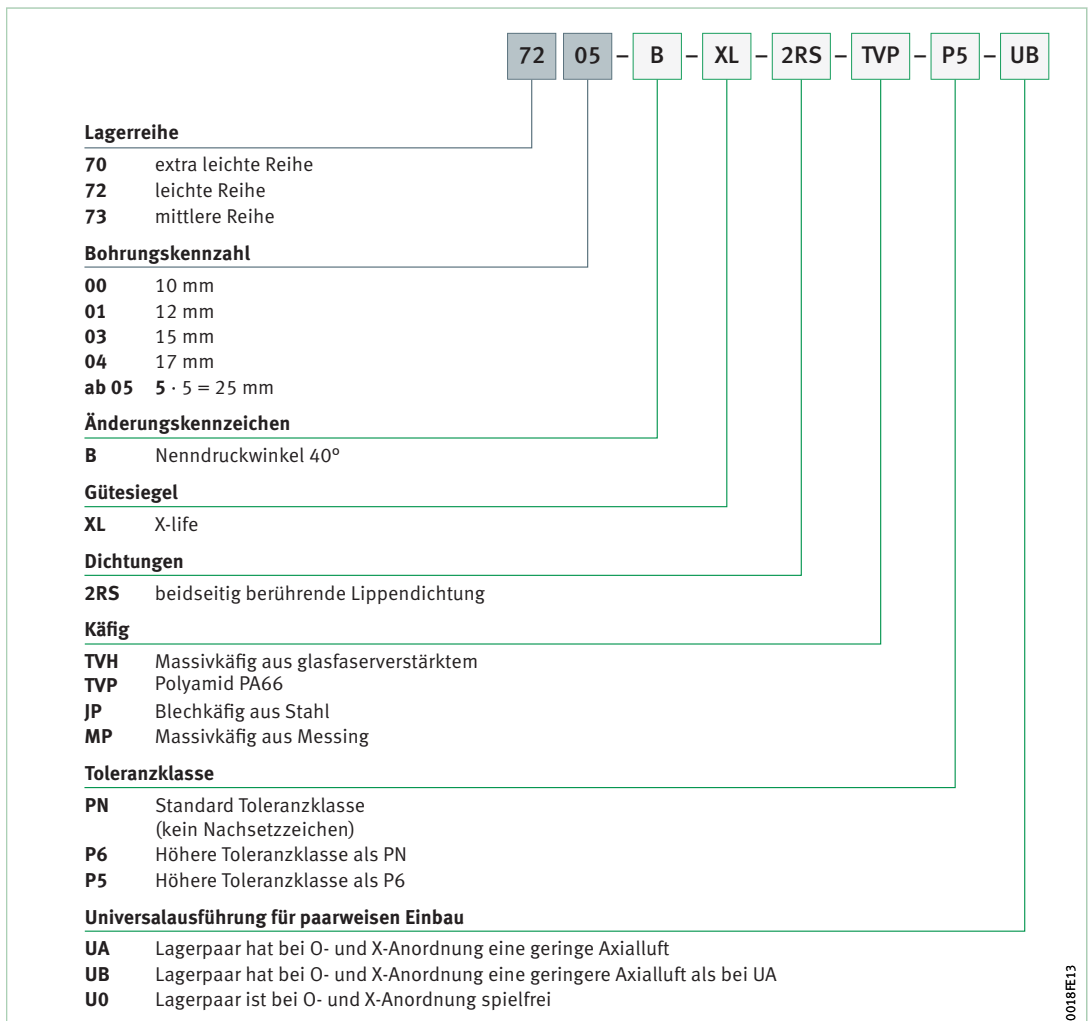 72 05 – B – XL – 2RS – TVP – P5 – UB
Lagerreihe
70 extra leichte Reihe
72 leichte Reihe
73 mittlere Reihe
Bohrungskennzahl
00 10 mm
01 12 mm
03 15 mm
04 17 mm
ab 05 5 · 5 = 25 mm
Änderungskennzeichen
B Nenndruckwinkel 40°
Gütesiegel
XL X-life
Dichtungen
2RS beidseitig berührende Lippendichtung
Käfig
TVH Massivkäfig aus glasfaserverstärktem
TVP Polyamid PA66
JP Blechkäfig aus Stahl
MP Massivkäfig aus Messing
Toleranzklasse
PN Standard Toleranzklasse
(kein Nachsetzzeichen)
P6 Höhere Toleranzklasse als PN
P5 Höhere Toleranzklasse als P6
Universalausführung für paarweisen Einbau
UA Lagerpaar hat bei O- und X-Anordnung eine geringe Axialluft
UB Lagerpaar hat bei O- und X-Anordnung eine geringere Axialluft als bei UA
U0 Lagerpaar ist bei O- und X-Anordnung spielfrei
0018FE13